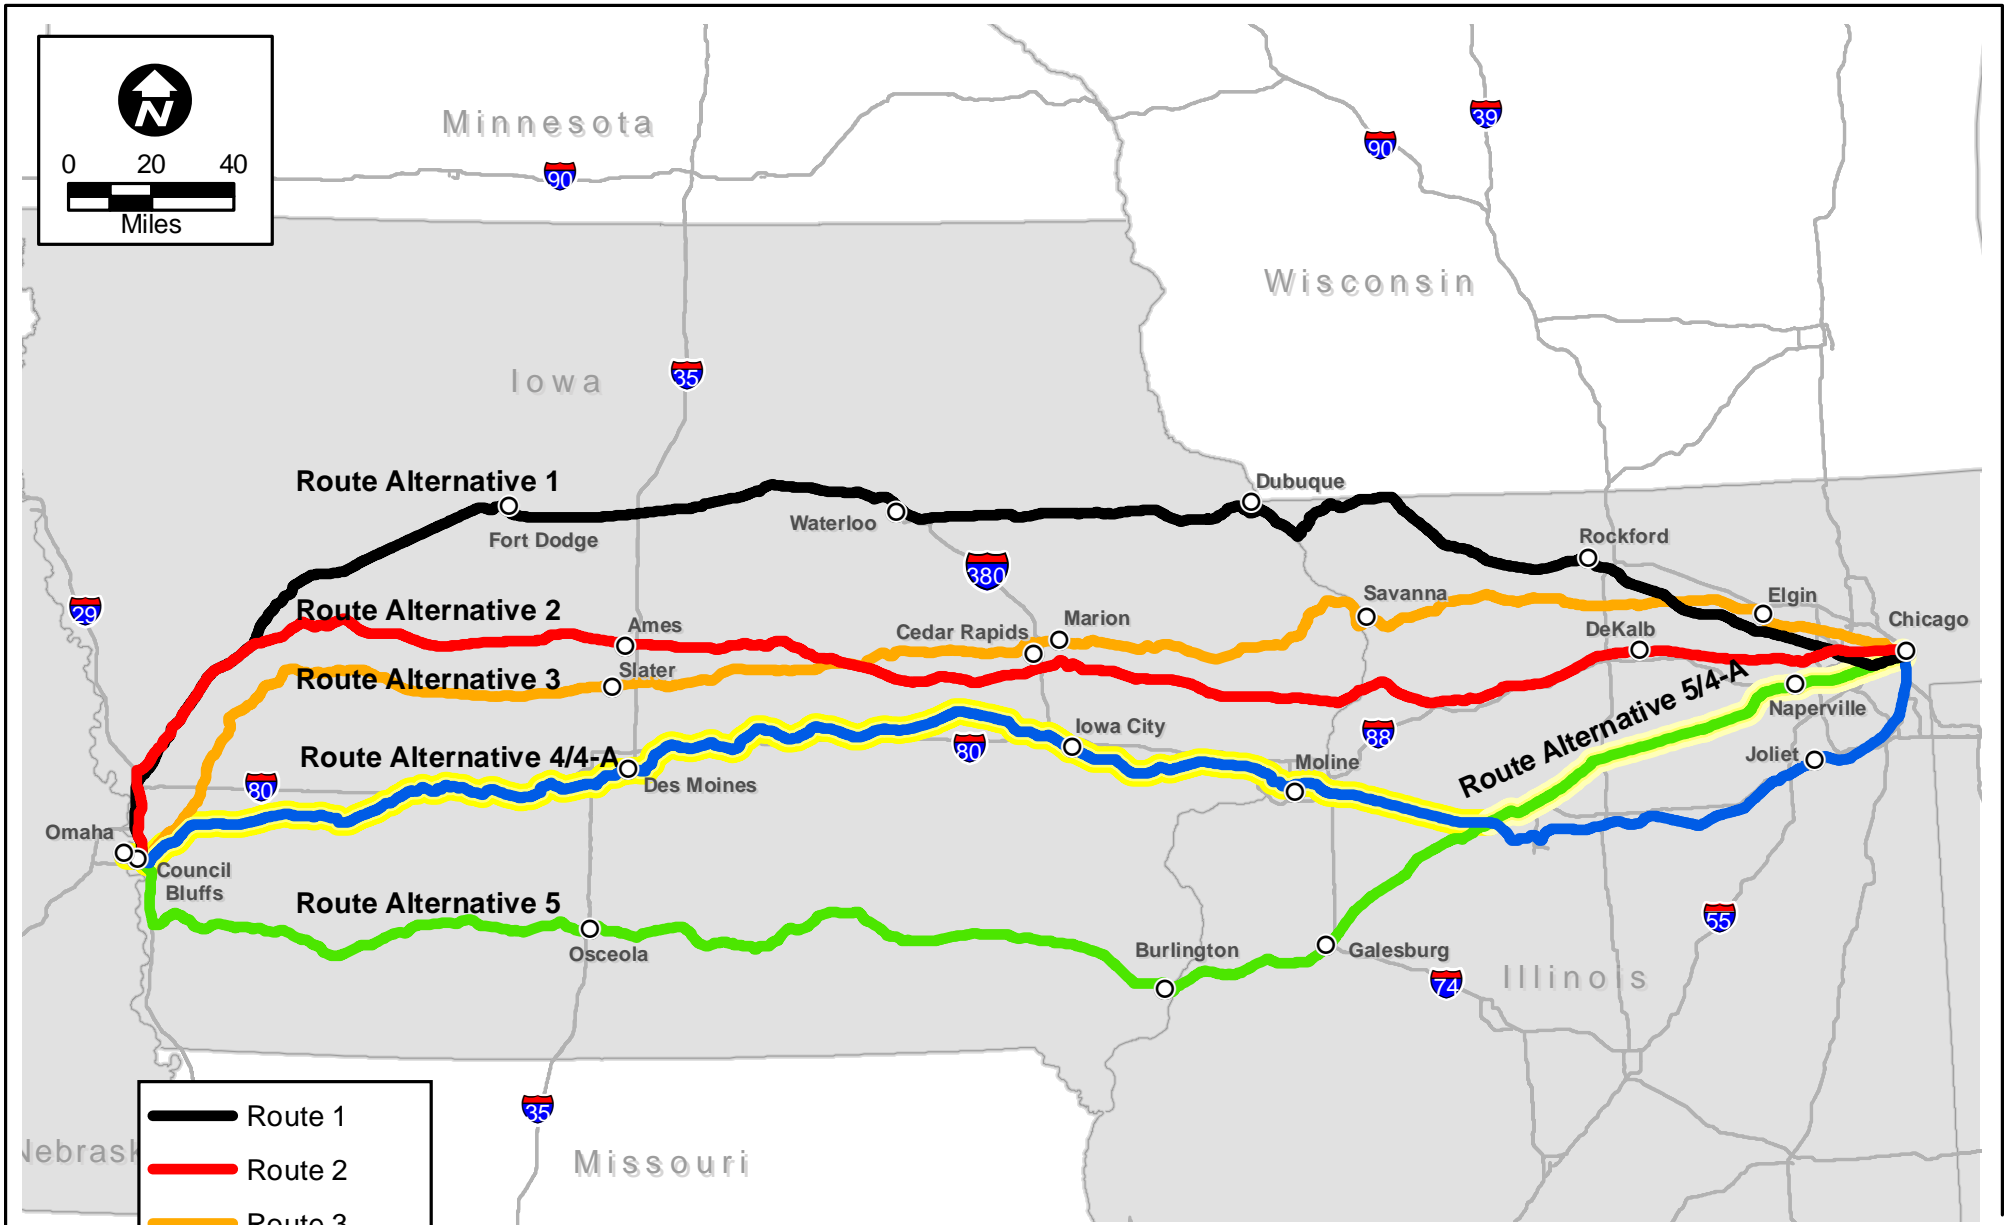 N
0 20 40
Miles
Minnesota
90
90
39
Wisconsin
Iowa
35
Route Alternative 1
Fort Dodge
Waterloo
Dubuque
Rockford
380
29
Route Alternative 2
Ames
Cedar Rapids
Marion
Savanna
Elgin
DeKalb
Chicago
Route Alternative 3
Slater
Route Alternative 5/4-A
Naperville
Joliet
Route Alternative 4/4-A
Des Moines
80
80
Iowa City
88
Moline
Omaha
Council
Bluffs
Route Alternative 5
Osceola
Burlington
Galesburg
55
74
Illinois
35
Missouri
Route 1
Route 2
Route 3